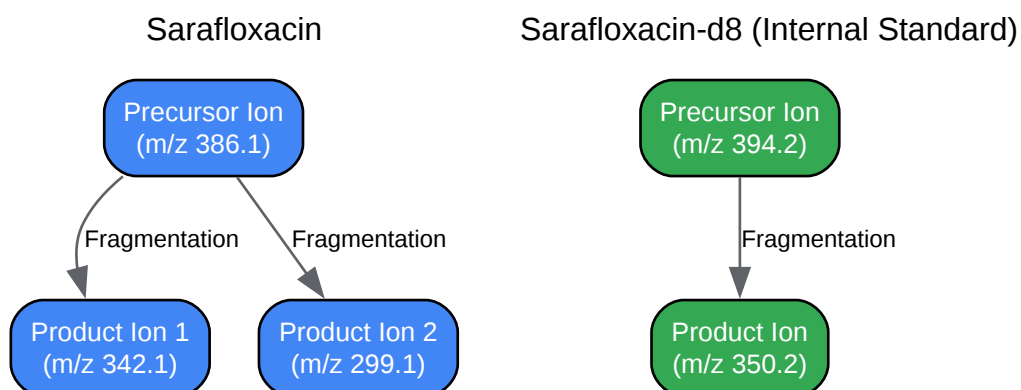 Sarafloxacin
Sarafloxacin-d8 (Internal Standard)
Precursor Ion
(m/z 386.1)
Precursor Ion
(m/z 394.2)
Fragmentation
Fragmentation
Fragmentation
Product Ion 1
(m/z 342.1)
Product Ion 2
(m/z 299.1)
Product Ion
(m/z 350.2)